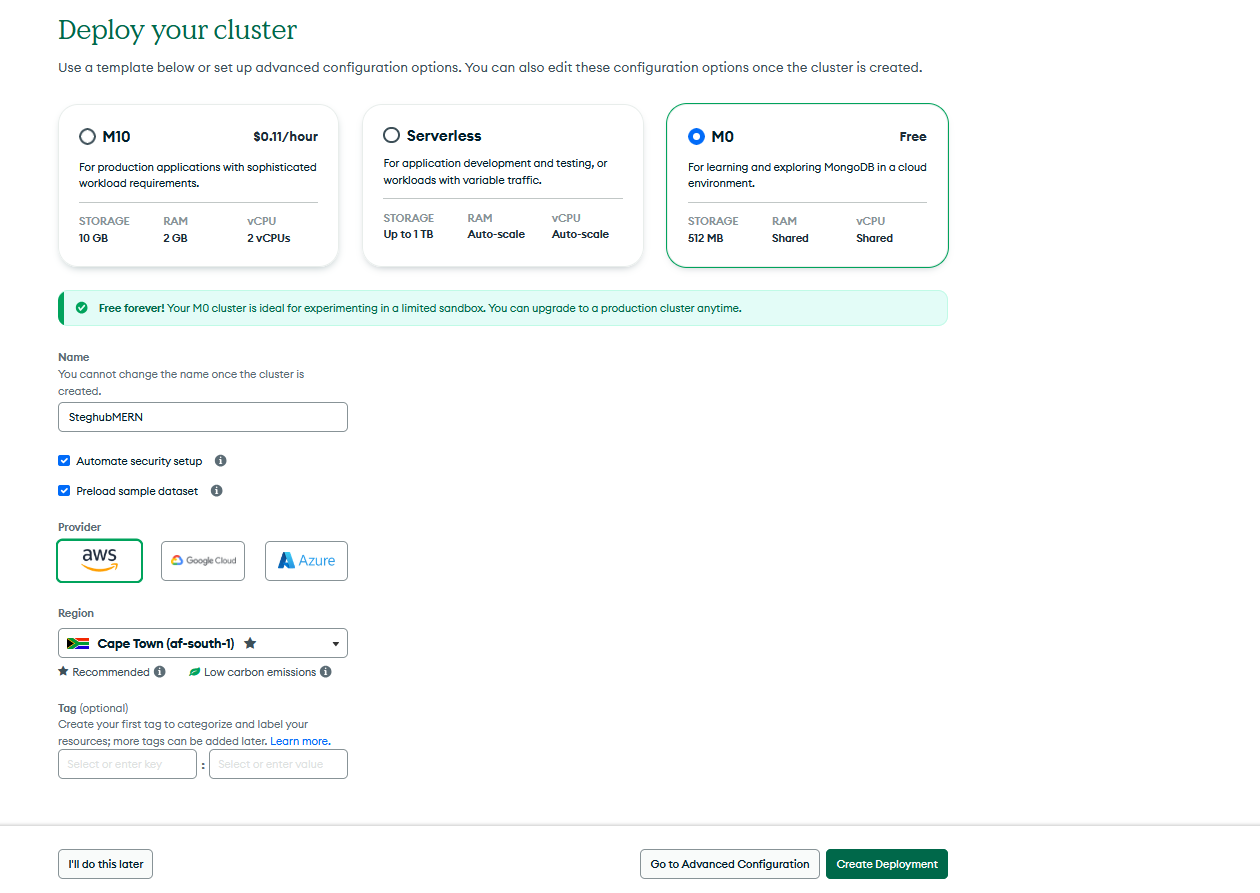 Deploy your cluster
Use a template below or set up advanced configuration options. You can also edit these configuration options once the cluster is created.
M10 $0.11/hour
For production applications with sophisticated
workload requirements.
STORAGE RAM vCPU
10 GB 2 GB 2 vCPUs
Serverless
For application development and testing, or
workloads with variable traffic.
STORAGE RAM vCPU
Up to 1 TB Auto-scale Auto-scale
M0 Free
For learning and exploring MongoDB in a cloud
environment.
STORAGE RAM vCPU
512 MB Shared Shared
Free forever! Your M0 cluster is ideal for experimenting in a limited sandbox. You can upgrade to a production cluster anytime.
Name
You cannot change the name once the cluster is
created.
SteghubMERN
Automate security setup
Preload sample dataset
Provider
aws Google Cloud Azure
Region
Cape Town (af-south-1)
Recommended Low carbon emissions
Tag (optional)
Create your first tag to categorize and label your
resources; more tags can be added later. Learn more.
Select or enter key : Select or enter value
I'll do this later Go to Advanced Configuration Create Deployment